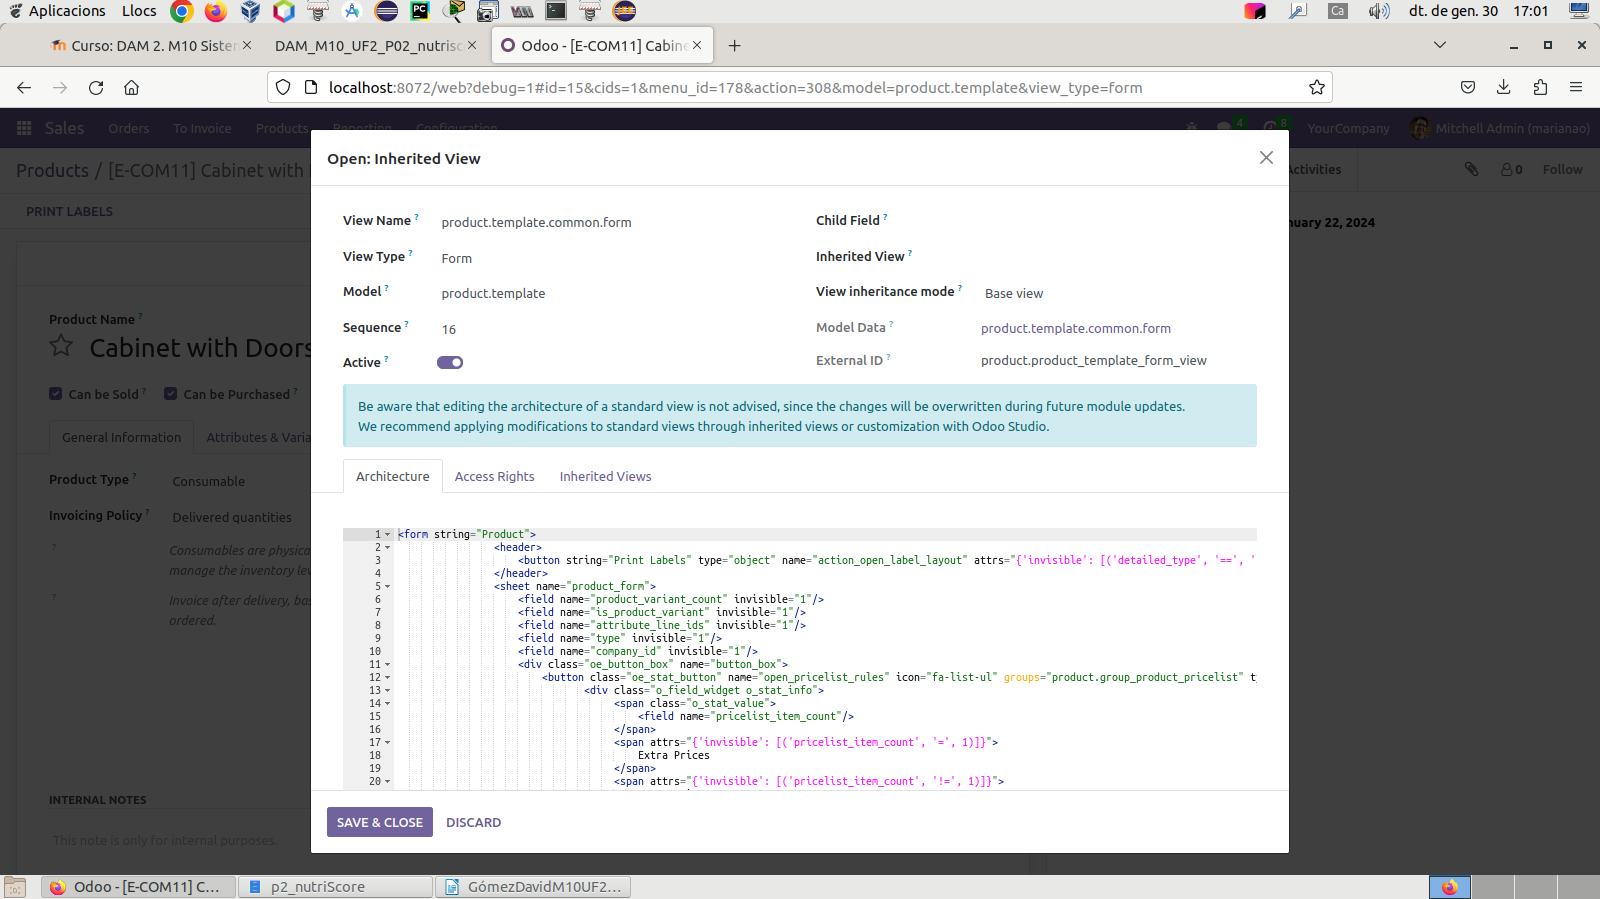 Aplicacions Llocs Ca dt. de gen. 30 17:01
Curso: DAM 2. M10 Sister DAM_M10_UF2_P02_nutrisc Odoo - [E-COM11] Cabine
localhost:8072/web?debug=1#id=15&cids=1&menu_id=178&action=308&model=product.template&view_type=form
Sales Orders To Invoice Products Reporting Configuration 4 8 YourCompany Mitchell Admin (marianao)
Products / [E-COM11] Cabinet with Activities 0 Follow
PRINT LABELS
nuary 22, 2024
Product Name ?
Cabinet with Doors
Can be Sold ? Can be Purchased ?
General Information Attributes & Varia
Product Type ? Consumable
Invoicing Policy ? Delivered quantities
? Consumables are physica
manage the inventory lev
? Invoice after delivery, bas
ordered.
INTERNAL NOTES
This note is only for internal purposes.
Open: Inherited View
View Name ? product.template.common.form
View Type ? Form
Model ? product.template
Sequence ? 16
Active ?
Child Field ?
Inherited View ?
View inheritance mode ? Base view
Model Data ? product.template.common.form
External ID ? product.product_template_form_view
Be aware that editing the architecture of a standard view is not advised, since the changes will be overwritten during future module updates.
We recommend applying modifications to standard views through inherited views or customization with Odoo Studio.
Architecture Access Rights Inherited Views
1 <form string="Product">
2 <header>
3 <button string="Print Labels" type="object" name="action_open_label_layout" attrs="{'invisible': [('detailed_type', '==', '
4 </header>
5 <sheet name="product_form">
6 <field name="product_variant_count" invisible="1"/>
7 <field name="is_product_variant" invisible="1"/>
8 <field name="attribute_line_ids" invisible="1"/>
9 <field name="type" invisible="1"/>
10 <field name="company_id" invisible="1"/>
11 <div class="oe_button_box" name="button_box">
12 <button class="oe_stat_button" name="open_pricelist_rules" icon="fa-list-ul" groups="product.group_product_pricelist" ty
13 <div class="o_field_widget o_stat_info">
14 <span class="o_stat_value">
15 <field name="pricelist_item_count"/>
16 </span>
17 <span attrs="{'invisible': [('pricelist_item_count', '=', 1)]}">
18 Extra Prices
19 </span>
20 <span attrs="{'invisible': [('pricelist_item_count', '!=', 1)]}">
SAVE & CLOSE DISCARD
Odoo - [E-COM11] C... p2_nutriScore GómezDavidM10UF2...